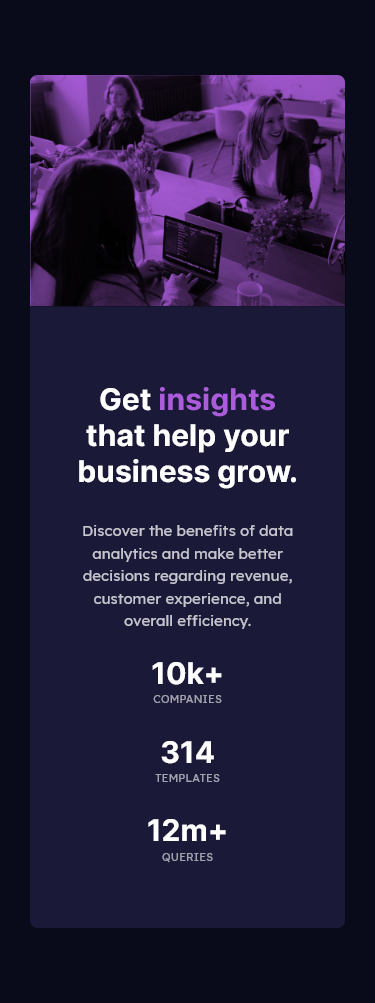 Get insights
that help your
business grow.
Discover the benefits of data
analytics and make better
decisions regarding revenue,
customer experience, and
overall efficiency.
10k+
COMPANIES
314
TEMPLATES
12m+
QUERIES